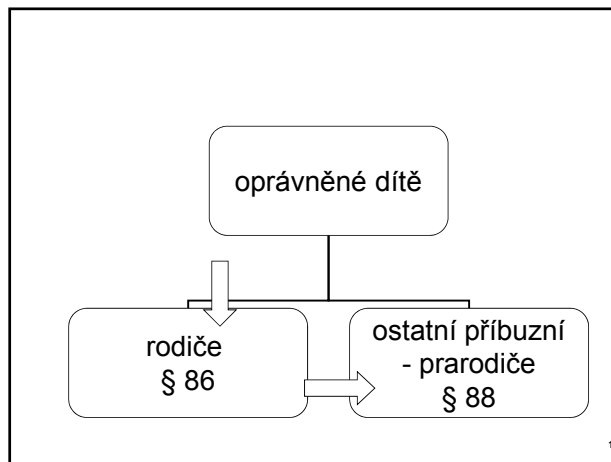 oprávněné dítě
rodiče
§ 86
ostatní příbuzní
- prarodiče
§ 88